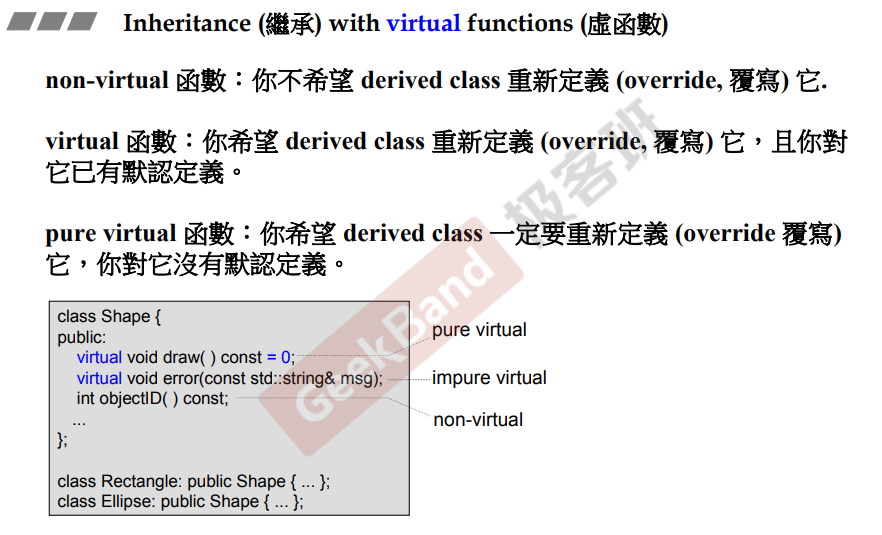 Inheritance (繼承) with virtual functions (虛函數)
non-virtual 函數：你不希望 derived class 重新定義 (override, 覆寫) 它.
virtual 函數：你希望 derived class 重新定義 (override, 覆寫) 它，且你對
它已有默認定義。
pure virtual 函數：你希望 derived class 一定要重新定義 (override 覆寫)
它，你對它沒有默認定義。
class Shape {
public:
virtual void draw( ) const = 0;
pure virtual
virtual void error(const std::string& msg);
impure virtual
int objectID( ) const;
non-virtual
...
};
class Rectangle: public Shape { ... };
class Ellipse: public Shape { ... };
GeekBand 极客班